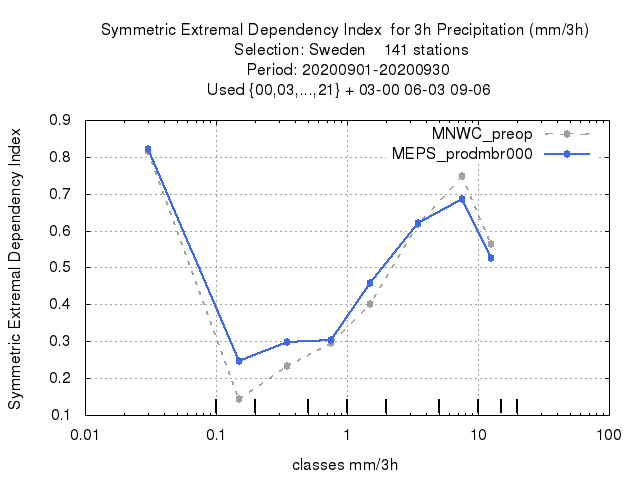 Symmetric Extremal Dependency Index for 3h Precipitation (mm/3h)
Selection: Sweden 141 stations
Period: 20200901-20200930
Used {00,03,...,21} + 03-00 06-03 09-06
MNWC_preop
MEPS_prodmbr000
Symmetric Extremal Dependency Index
0.9
0.8
0.7
0.6
0.5
0.4
0.3
0.2
0.1
0.01 0.1 1 10 100
classes mm/3h